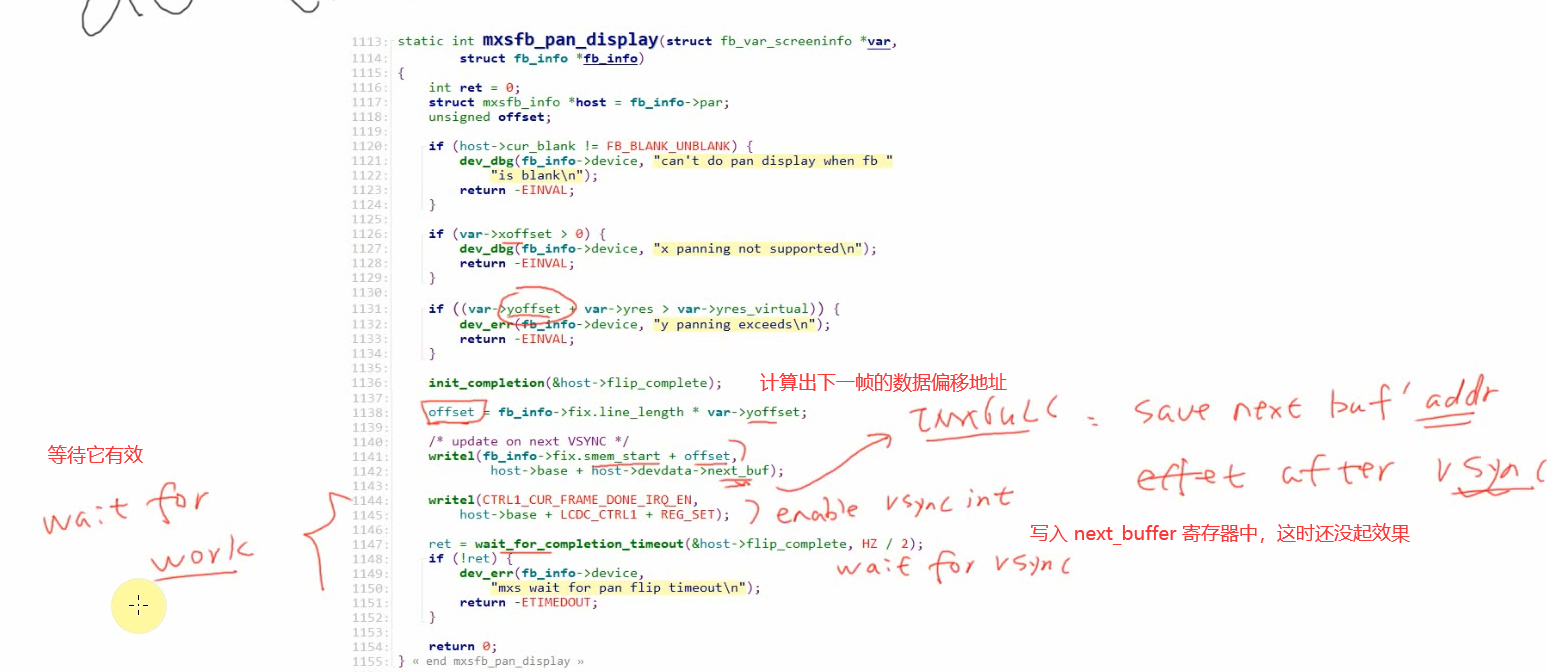 1113: static int mxsfb_pan_display(struct fb_var_screeninfo *var,
1114: struct fb_info *fb_info)
1115: {
1116: int ret = 0;
1117: struct mxsfb_info *host = fb_info->par;
1118: unsigned offset;
1119:
1120: if (host->cur_blank != FB_BLANK_UNBLANK) {
1121: dev_dbg(fb_info->device, "can't do pan display when fb "
1122: "is blank\n");
1123: return -EINVAL;
1124: }
1125:
1126: if (var->xoffset > 0) {
1127: dev_dbg(fb_info->device, "x panning not supported\n");
1128: return -EINVAL;
1129: }
1130:
1131: if ((var->yoffset + var->yres > var->yres_virtual)) {
1132: dev_err(fb_info->device, "y panning exceeds\n");
1133: return -EINVAL;
1134: }
1135:
1136: init_completion(&host->flip_complete);
计算出下一帧的数据偏移地址
1137:
1138: offset = fb_info->fix.line_length * var->yoffset;
save next buf' addr
1139:
1140: /* update on next VSYNC */
1141: writel(fb_info->fix.smem_start + offset,
1142: host->base + host->devdata->next_buf);
effet after vsync
1143:
1144: writel(CTRL1_CUR_FRAME_DONE_IRQ_EN,
1145: host->base + LCDC_CTRL1 + REG_SET);
enable vsync int
1146:
写入 next_buffer 寄存器中，这时还没起效果
1147: ret = wait_for_completion_timeout(&host->flip_complete, HZ / 2);
1148: if (!ret) {
wait for vsync
1149: dev_err(fb_info->device,
1150: "mxs wait for pan flip timeout\n");
1151: return -ETIMEDOUT;
1152: }
1153:
1154: return 0;
1155: } « end mxsfb_pan_display »
等待它有效
wait for
work